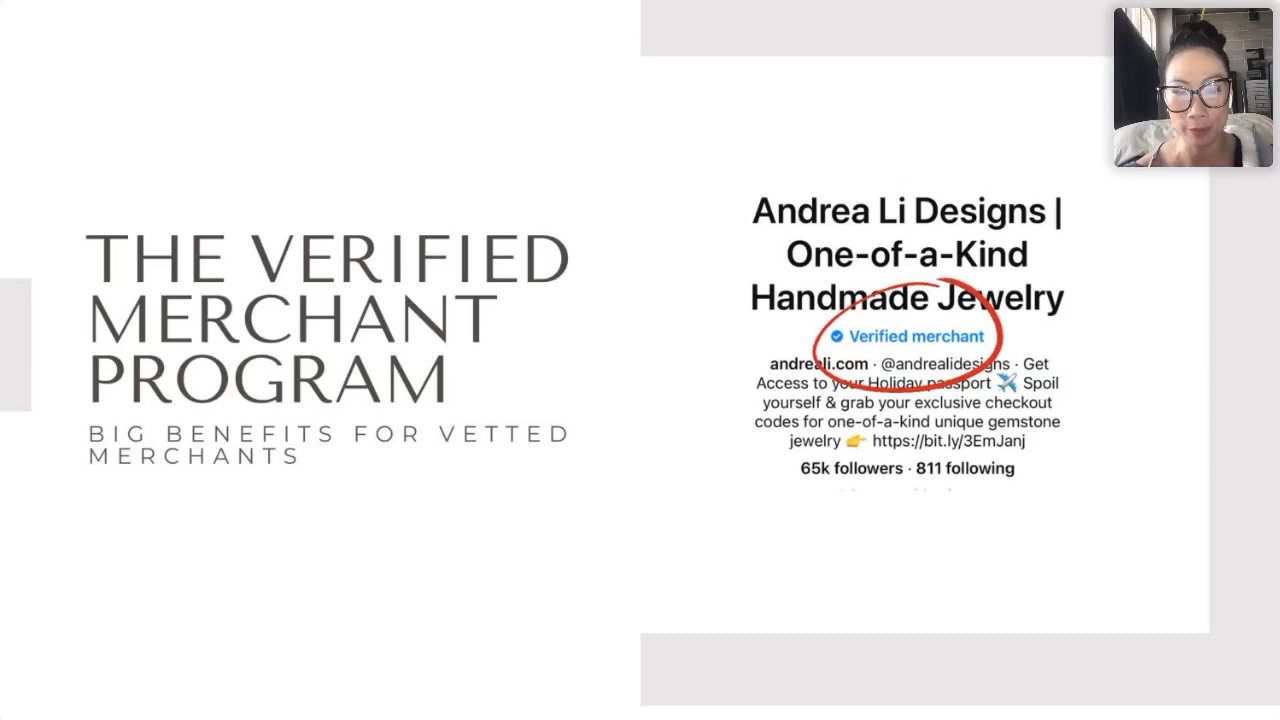 THE VERIFIED
MERCHANT
PROGRAM
BIG BENEFITS FOR VETTED
MERCHANTS
Andrea Li Designs |
One-of-a-Kind
Handmade Jewelry
Verified merchant
andreali.com · @andrealidesigns · Get
Access to your Holiday passport ✈️ Spoil
yourself & grab your exclusive checkout
codes for one-of-a-kind unique gemstone
jewelry 👉 https://bit.ly/3EmJanj
65k followers · 811 following